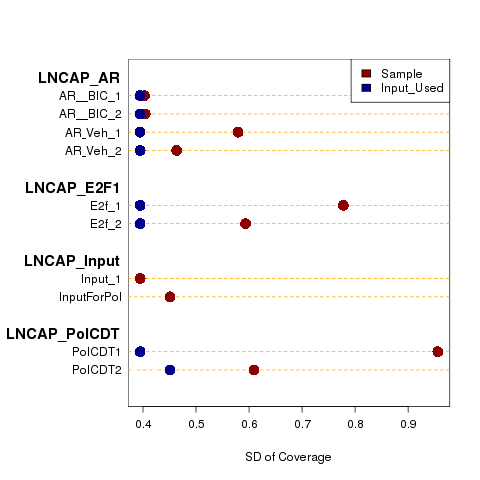 LNCAP_AR
Sample
AR__BIC_1
Input_Used
AR__BIC_2
AR_Veh_1
AR_Veh_2
LNCAP_E2F1
E2f_1
E2f_2
LNCAP_Input
Input_1
InputForPol
LNCAP_PolCDT
PolCDT1
PolCDT2
0.4 0.5 0.6 0.7 0.8 0.9
SD of Coverage